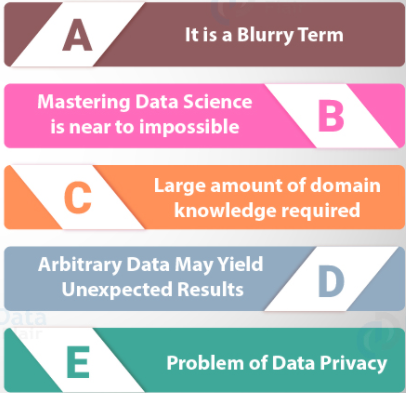 A
It is a Blurry Term
Mastering Data Science
is near to impossible
B
C
Large amount of domain
knowledge required
Arbitrary Data May Yield
Unexpected Results
D
Data
E
Problem of Data Privacy